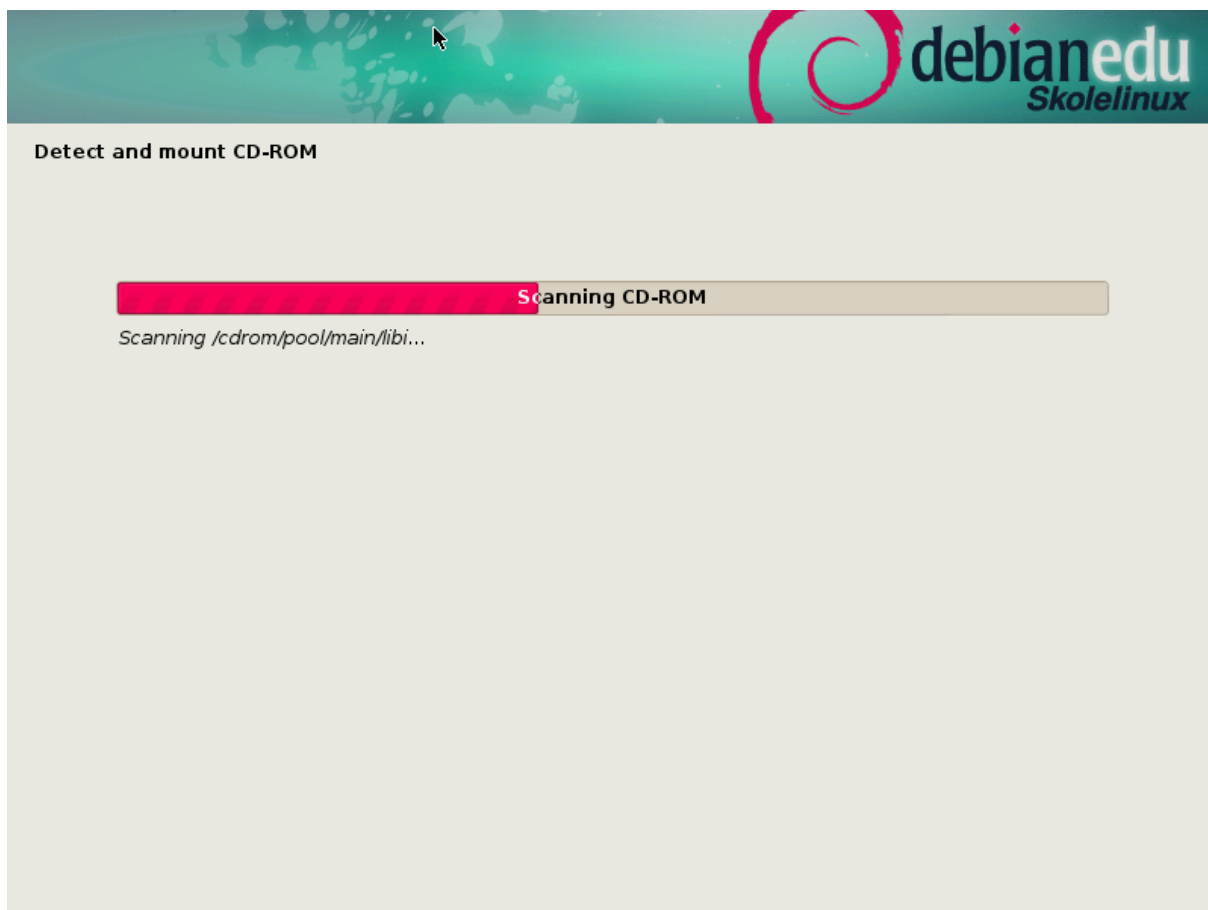 debianedu
Skolelinux
Detect and mount CD-ROM
Scanning CD-ROM
Scanning /cdrom/pool/main/libi...